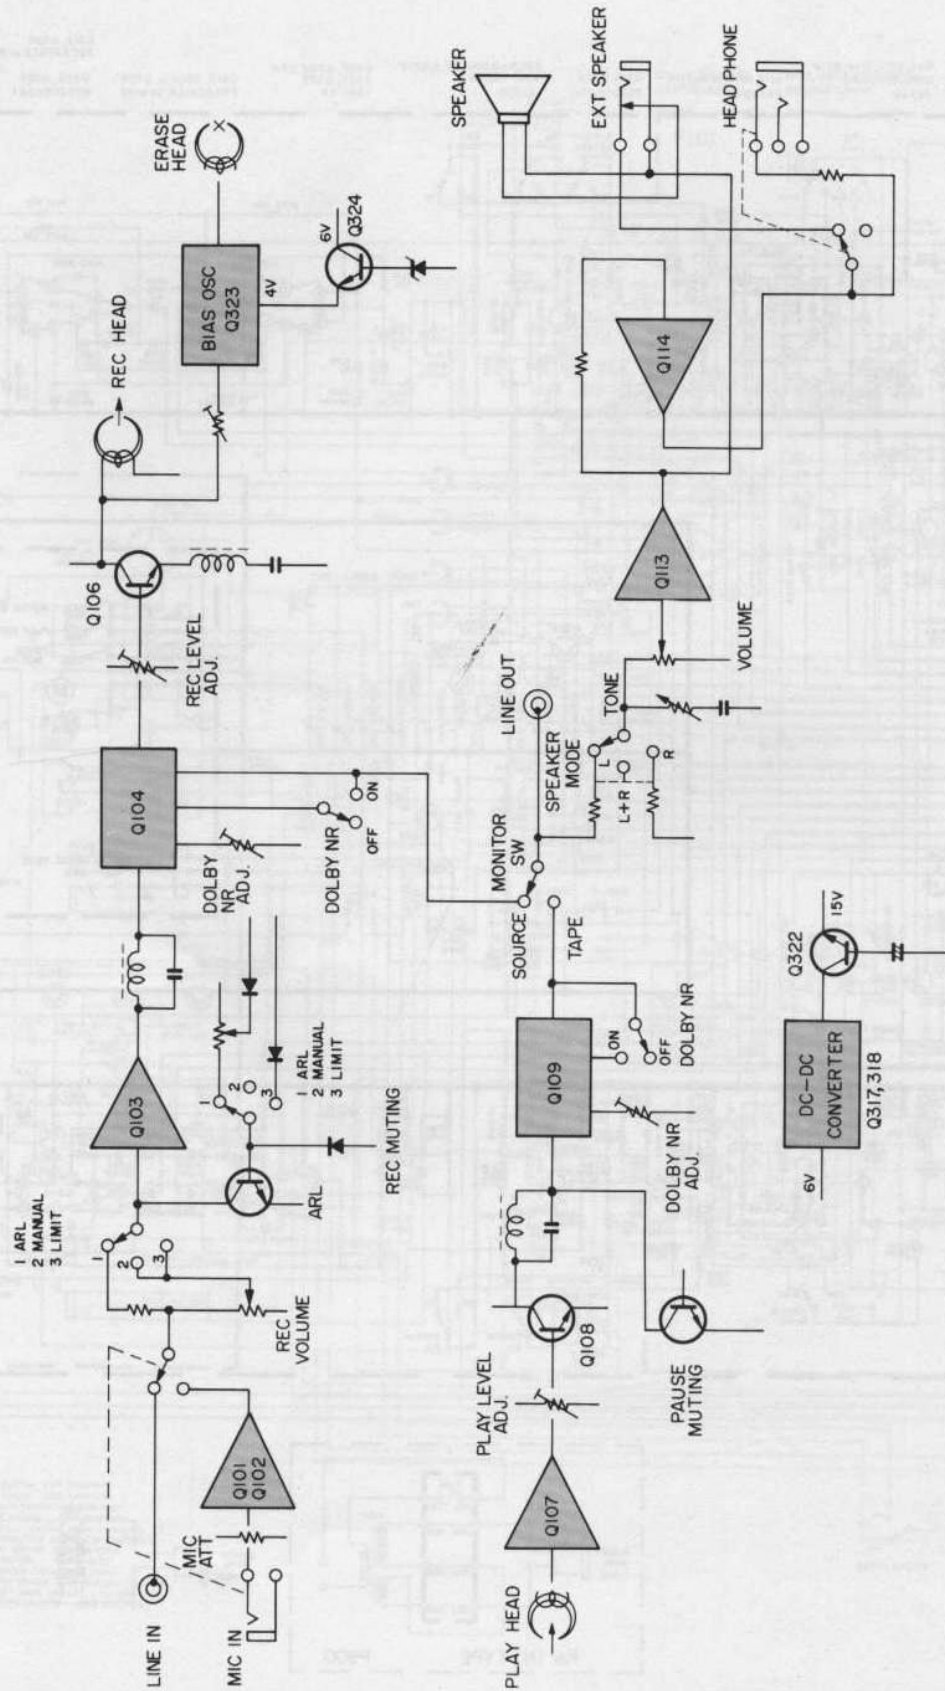 LINE IN
MIC IN
MIC
ATT
Q101
Q102
REC
VOLUME
1 ARL
2 MANUAL
3 LIMIT
1
2
3
Q103
ARL
REC MUTING
1
2
3
1 ARL
2 MANUAL
3 LIMIT
DOLBY
NR
ADJ.
Q104
DOLBY NR
OFF
ON
REC LEVEL
ADJ.
Q106
REC HEAD
BIAS OSC
Q323
4V
6V
Q324
ERASE
HEAD
PLAY HEAD
Q107
PLAY LEVEL
ADJ.
Q108
PAUSE
MUTING
Q109
DOLBY NR
ADJ.
ON
OFF
DOLBY NR
SOURCE
TAPE
MONITOR
SW
LINE OUT
SPEAKER
MODE
L
L+R
R
TONE
VOLUME
Q113
Q114
SPEAKER
EXT SPEAKER
HEAD PHONE
6V
DC-DC
CONVERTER
Q317, 318
Q322
15V